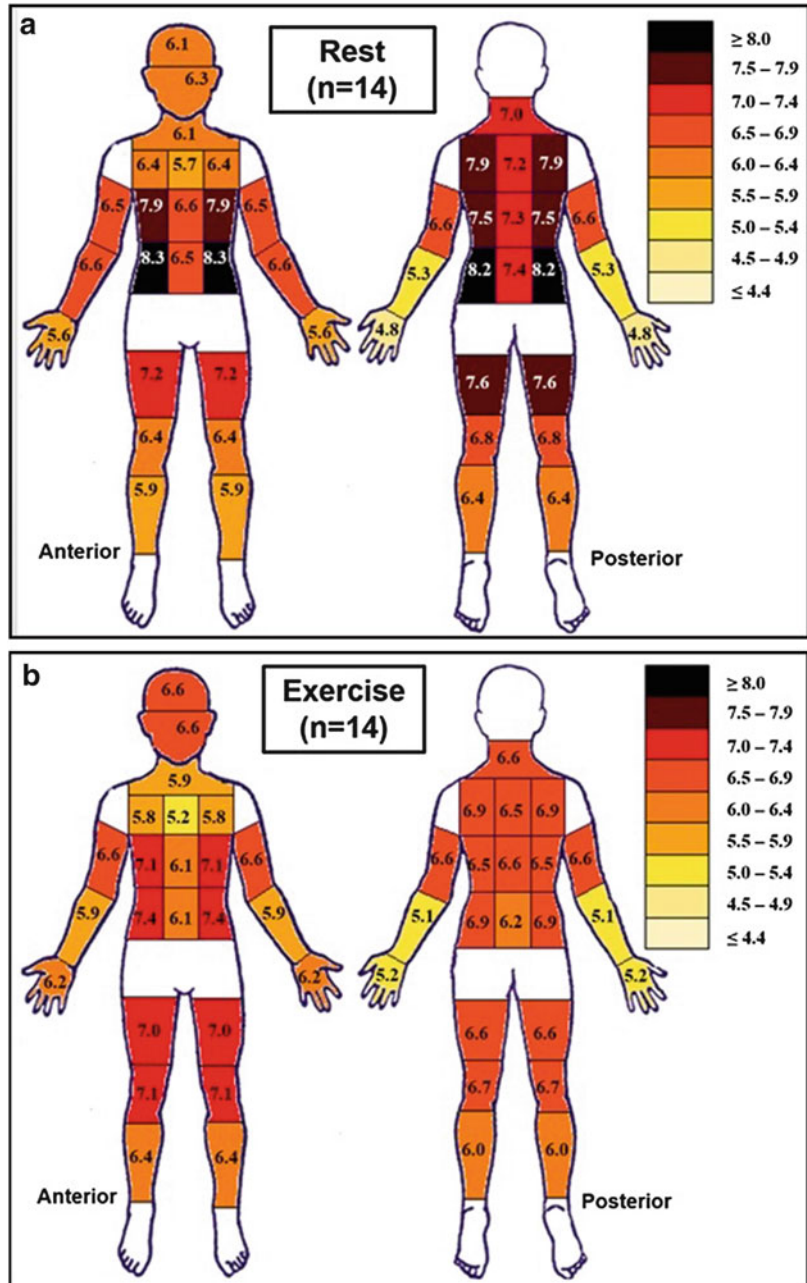 a
Rest
(n=14)
6.1
6.3
6.1
6.4 5.7 6.4
6.5 7.9 6.6 7.9 6.5
6.6 8.3 6.5 8.3 6.6
5.6 5.6
7.2 7.2
6.4 6.4
5.9 5.9
Anterior
7.0
7.9 7.2 7.9
6.6 7.5 7.3 7.5 6.6
5.3 8.2 7.4 8.2 5.3
4.8 4.8
7.6 7.6
6.8 6.8
6.4 6.4
Posterior
≥ 8.0
7.5 – 7.9
7.0 – 7.4
6.5 – 6.9
6.0 – 6.4
5.5 – 5.9
5.0 – 5.4
4.5 – 4.9
≤ 4.4
b
Exercise
(n=14)
6.6
6.6
5.9
5.8 5.2 5.8
6.6 7.1 6.1 7.1 6.6
5.9 7.4 6.1 7.4 5.9
6.2 6.2
7.0 7.0
7.1 7.1
6.4 6.4
Anterior
6.6
6.9 6.5 6.9
6.6 6.5 6.6 6.5 6.6
5.1 6.9 6.2 6.9 5.1
5.2 5.2
6.6 6.6
6.7 6.7
6.0 6.0
Posterior
≥ 8.0
7.5 – 7.9
7.0 – 7.4
6.5 – 6.9
6.0 – 6.4
5.5 – 5.9
5.0 – 5.4
4.5 – 4.9
≤ 4.4